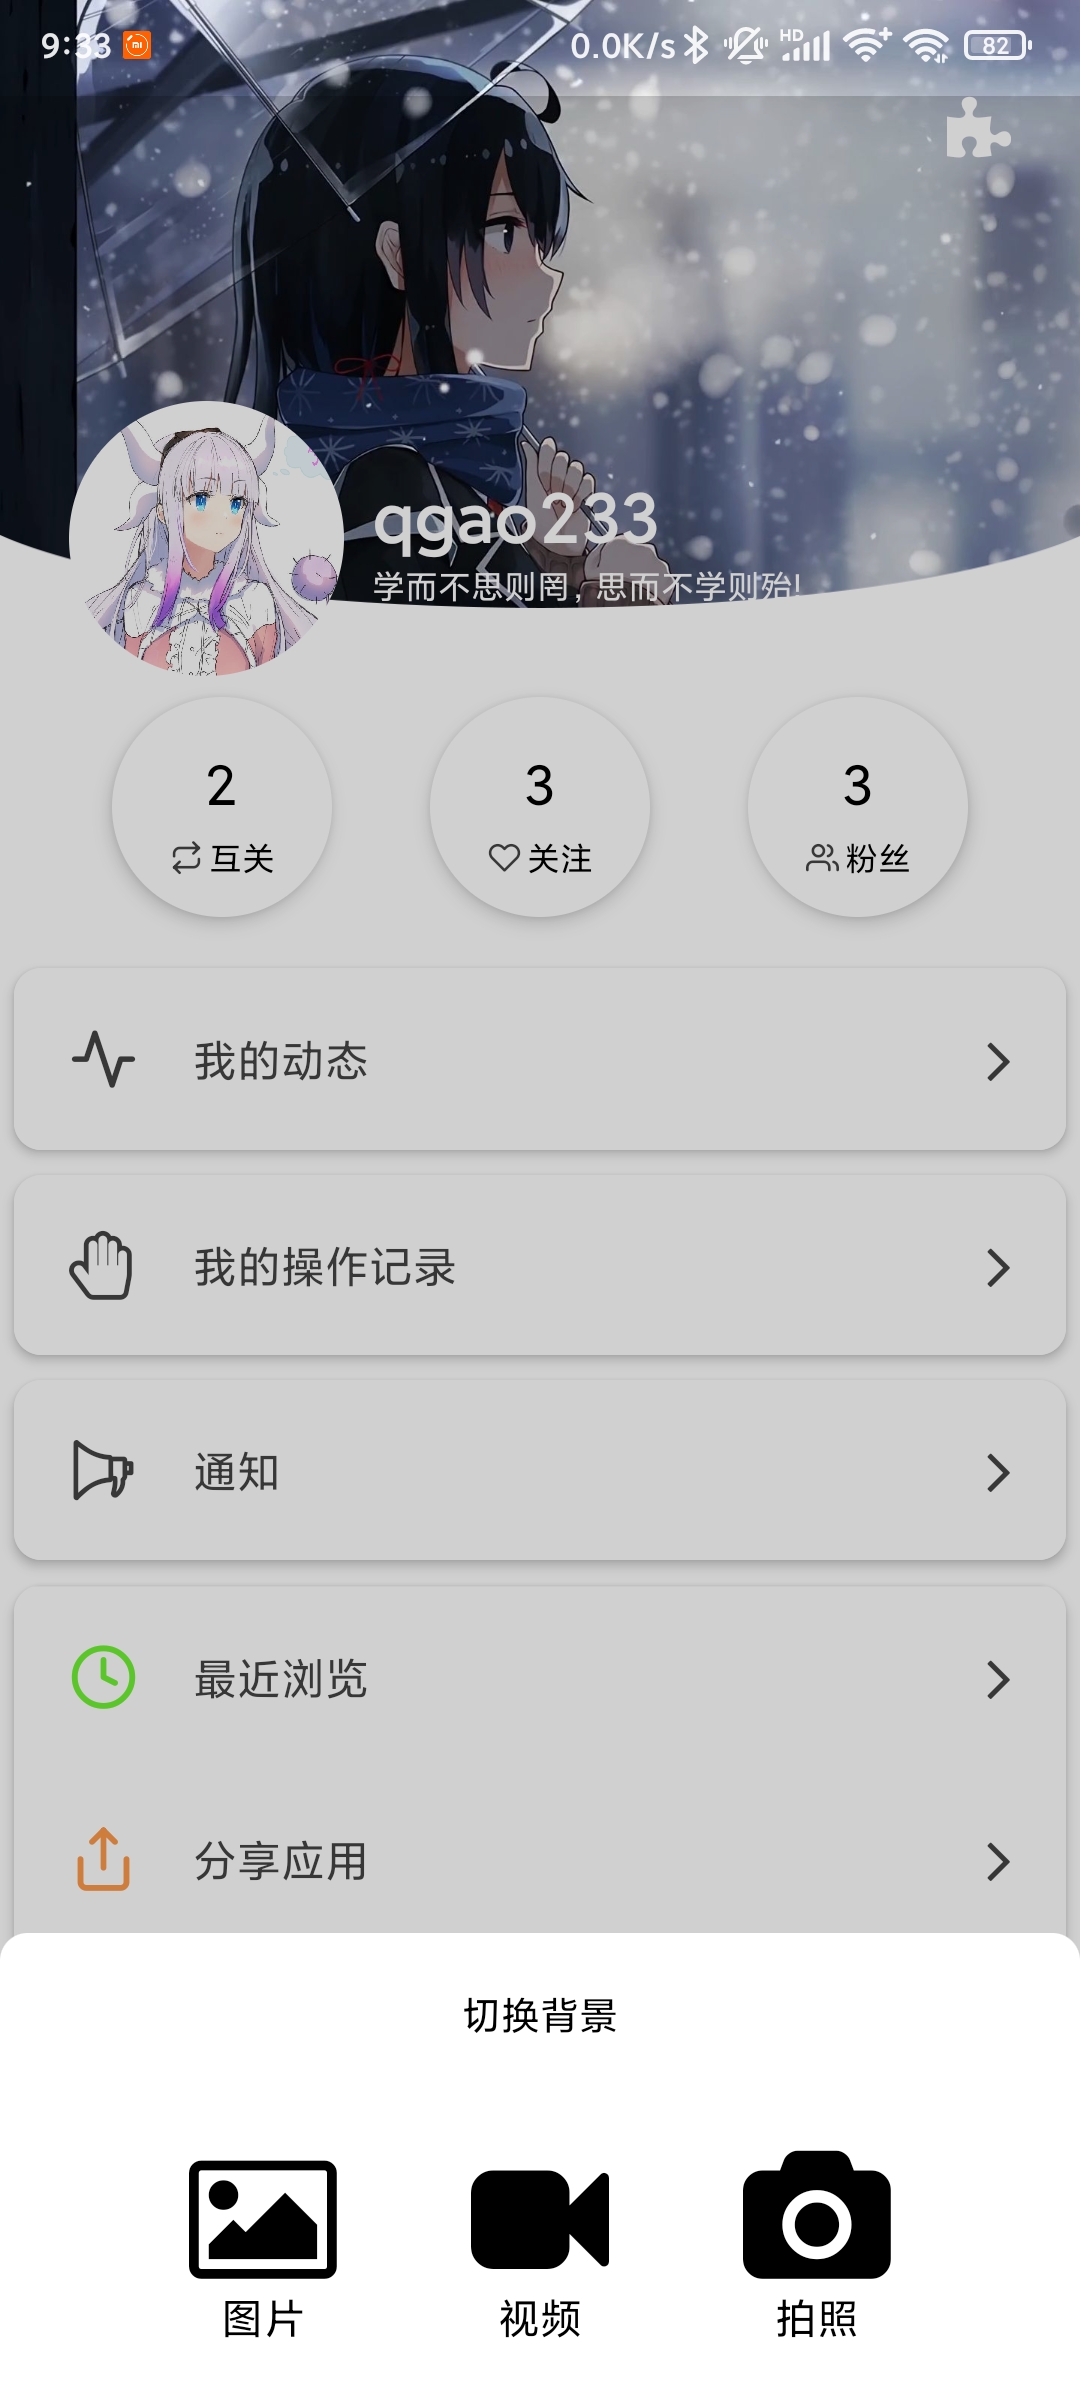 9:33 0.0K/s HD 82
qgao233
学而不思则罔，思而不学则殆!
2 3 3
互关 关注 粉丝
我的动态
我的操作记录
通知
最近浏览
分享应用
切换背景
图片 视频 拍照